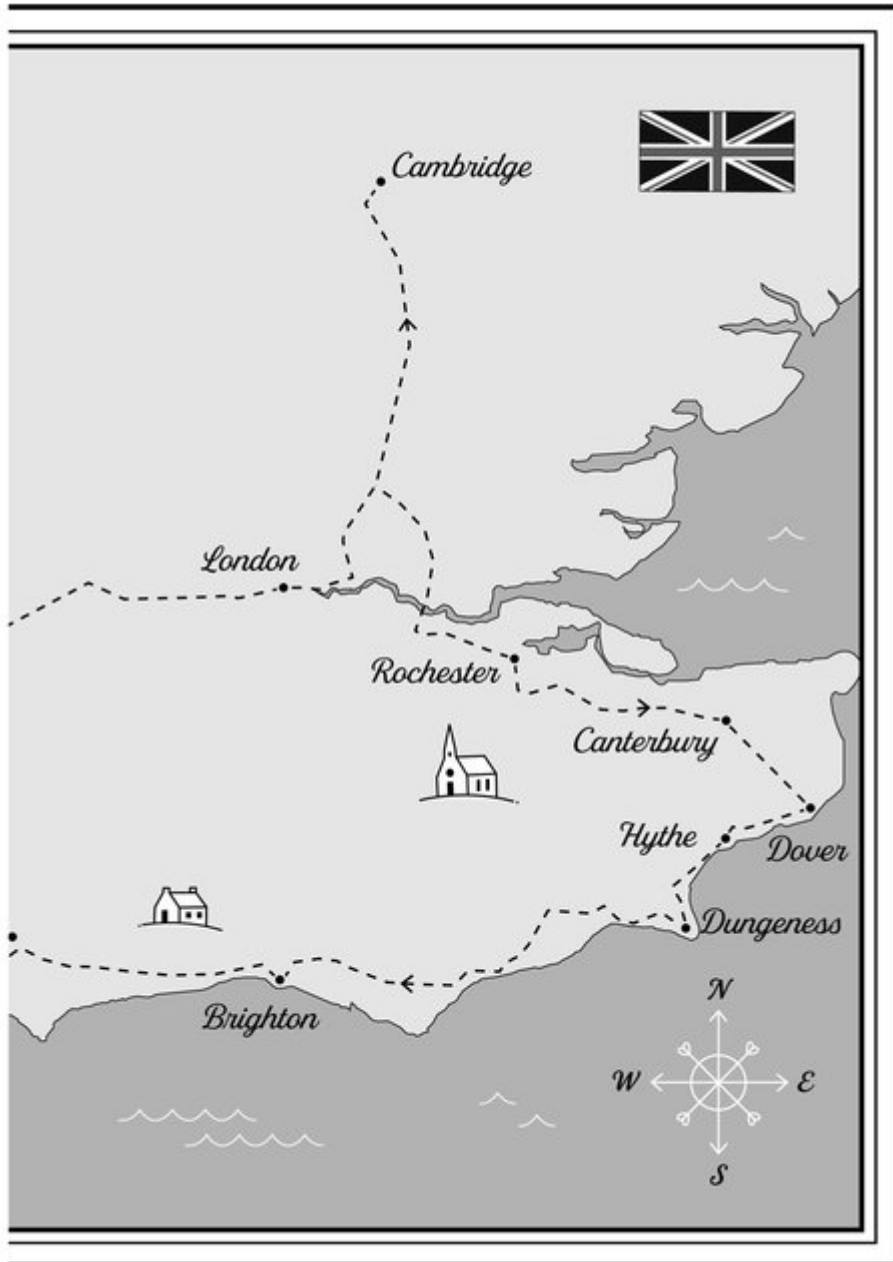 Cambridge
London
Rochester
Canterbury
Hythe
Dover
Dungeness
Brighton
N
W
E
S